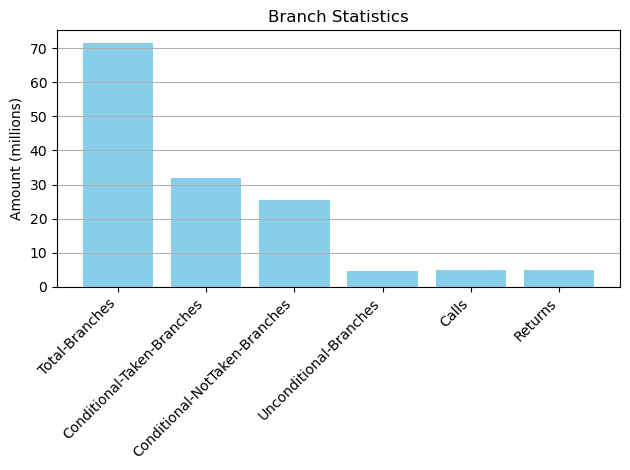 Branch Statistics
Amount (millions)
70
60
50
40
30
20
10
0
Total-Branches
Conditional-Taken-Branches
Conditional-NotTaken-Branches
Unconditional-Branches
Calls
Returns